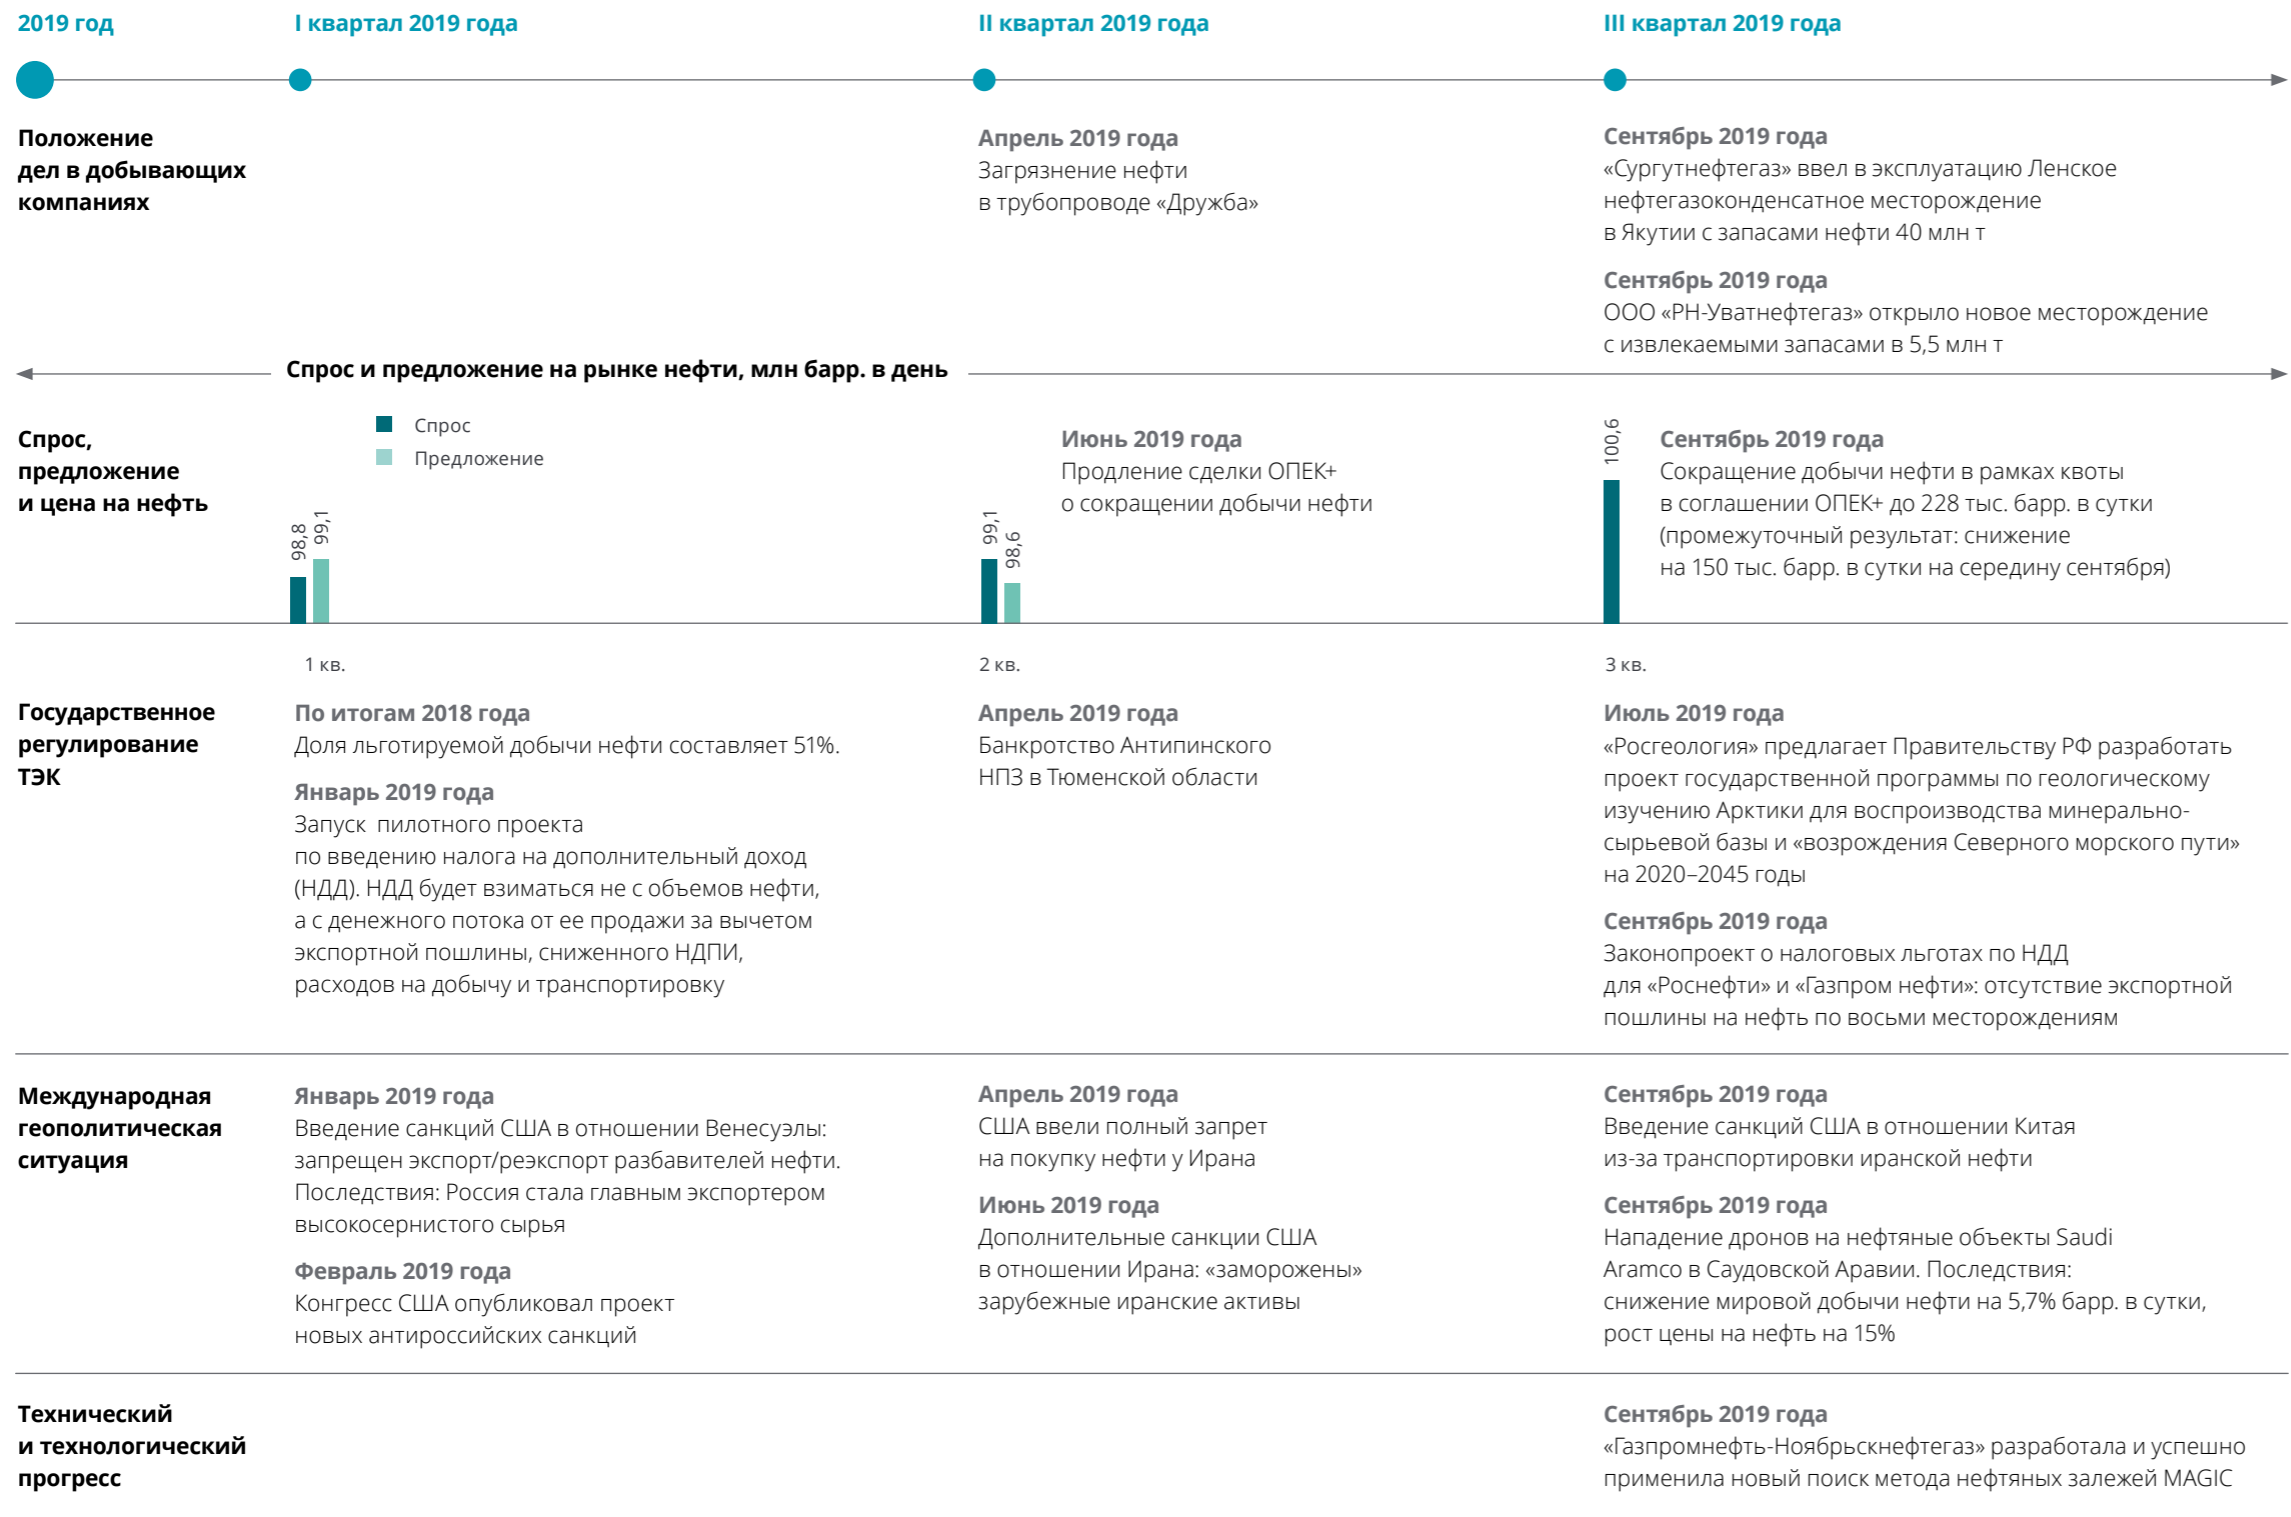 2019 год
I квартал 2019 года
II квартал 2019 года
III квартал 2019 года
Положение
дел в добывающих
компаниях
Апрель 2019 года
Загрязнение нефти
в трубопроводе «Дружба»
Сентябрь 2019 года
«Сургутнефтегаз» ввел в эксплуатацию Ленское
нефтегазоконденсатное месторождение
в Якутии с запасами нефти 40 млн т
Сентябрь 2019 года
ООО «РН-Уватнефтегаз» открыло новое месторождение
с извлекаемыми запасами в 5,5 млн т
Спрос и предложение на рынке нефти, млн барр. в день
Спрос,
предложение
и цена на нефть
Спрос
Предложение
98,8
99,1
1 кв.
99,1
98,6
2 кв.
Июнь 2019 года
Продление сделки ОПЕК+
о сокращении добычи нефти
100,6
3 кв.
Сентябрь 2019 года
Сокращение добычи нефти в рамках квоты
в соглашении ОПЕК+ до 228 тыс. барр. в сутки
(промежуточный результат: снижение
на 150 тыс. барр. в сутки на середину сентября)
Государственное
регулирование
ТЭК
По итогам 2018 года
Доля льготируемой добычи нефти составляет 51%.
Январь 2019 года
Запуск пилотного проекта
по введению налога на дополнительный доход
(НДД). НДД будет взиматься не с объемов нефти,
а с денежного потока от ее продажи за вычетом
экспортной пошлины, сниженного НДПИ,
расходов на добычу и транспортировку
Апрель 2019 года
Банкротство Антипинского
НПЗ в Тюменской области
Июль 2019 года
«Росгеология» предлагает Правительству РФ разработать
проект государственной программы по геологическому
изучению Арктики для воспроизводства минерально-
сырьевой базы и «возрождения Северного морского пути»
на 2020–2045 годы
Сентябрь 2019 года
Законопроект о налоговых льготах по НДД
для «Роснефти» и «Газпром нефти»: отсутствие экспортной
пошлины на нефть по восьми месторождениям
Международная
геополитическая
ситуация
Январь 2019 года
Введение санкций США в отношении Венесуэлы:
запрещен экспорт/реэкспорт разбавителей нефти.
Последствия: Россия стала главным экспортером
высокосернистого сырья
Февраль 2019 года
Конгресс США опубликовал проект
новых антироссийских санкций
Апрель 2019 года
США ввели полный запрет
на покупку нефти у Ирана
Июнь 2019 года
Дополнительные санкции США
в отношении Ирана: «заморожены»
зарубежные иранские активы
Сентябрь 2019 года
Введение санкций США в отношении Китая
из-за транспортировки иранской нефти
Сентябрь 2019 года
Нападение дронов на нефтяные объекты Saudi
Aramco в Саудовской Аравии. Последствия:
снижение мировой добычи нефти на 5,7% барр. в сутки,
рост цены на нефть на 15%
Технический
и технологический
прогресс
Сентябрь 2019 года
«Газпромнефть-Ноябрьскнефтегаз» разработала и успешно
применила новый поиск метода нефтяных залежей MAGIC